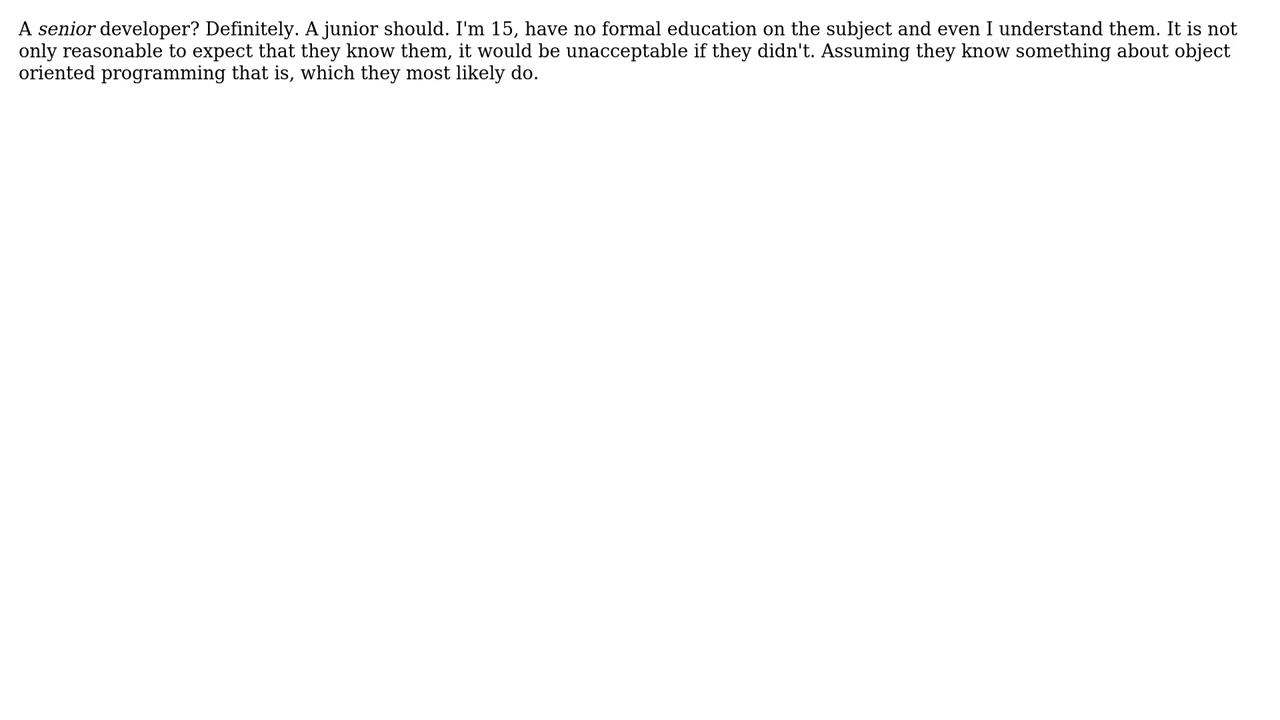 A senior developer? Definitely. A junior should. I'm 15, have no formal education on the subject and even I understand them. It is not
only reasonable to expect that they know them, it would be unacceptable if they didn't. Assuming they know something about object
oriented programming that is, which they most likely do.